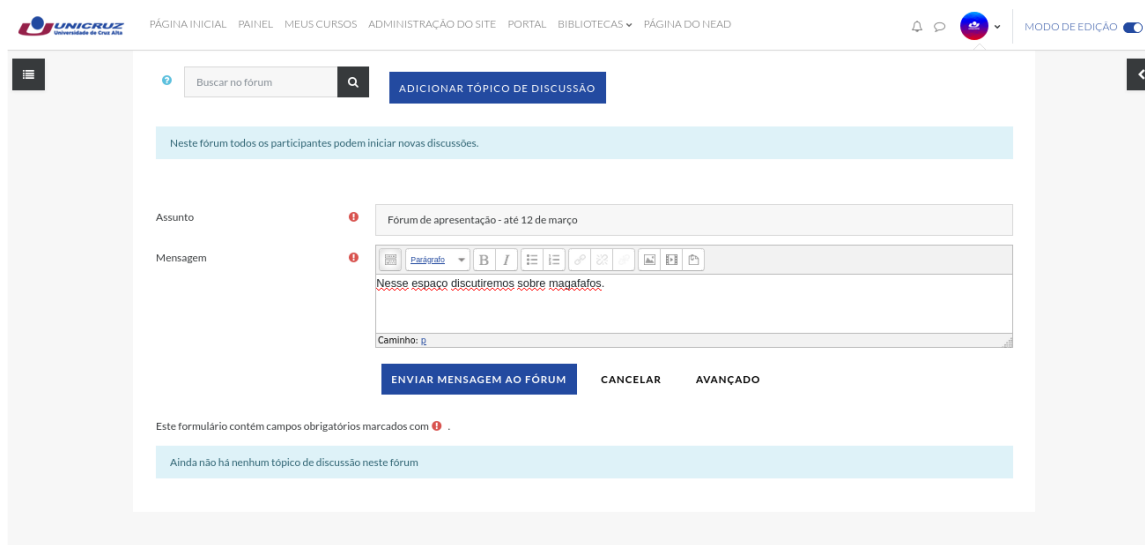 UNICRUZ
Universidade de Cruz Alta
PÁGINA INICIAL PAINEL MEUS CURSOS ADMINISTRAÇÃO DO SITE PORTAL BIBLIOTECAS PÁGINA DO NEAD
MODO DE EDIÇÃO
Buscar no fórum
ADICIONAR TÓPICO DE DISCUSSÃO
Neste fórum todos os participantes podem iniciar novas discussões.
Assunto
Fórum de apresentação - até 12 de março
Mensagem
Parágrafo B I
Nesse espaço discutiremos sobre magafafos.
Caminho: p
ENVIAR MENSAGEM AO FÓRUM CANCELAR AVANÇADO
Este formulário contém campos obrigatórios marcados com .
Ainda não há nenhum tópico de discussão neste fórum